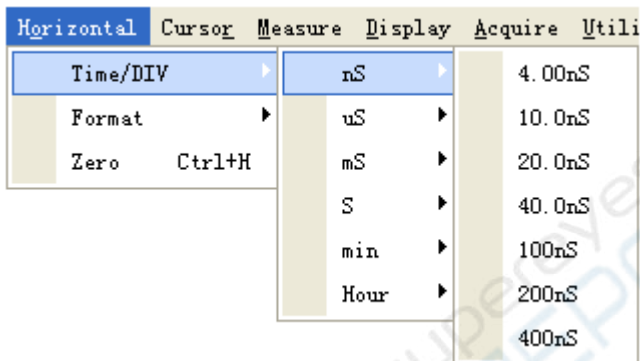 Horizontal Cursor Measure Display Acquire Utili
Time/DIV
Format
Zero Ctrl+H
nS
uS
mS
S
min
Hour
4.00nS
10.0nS
20.0nS
40.0nS
100nS
200nS
400nS